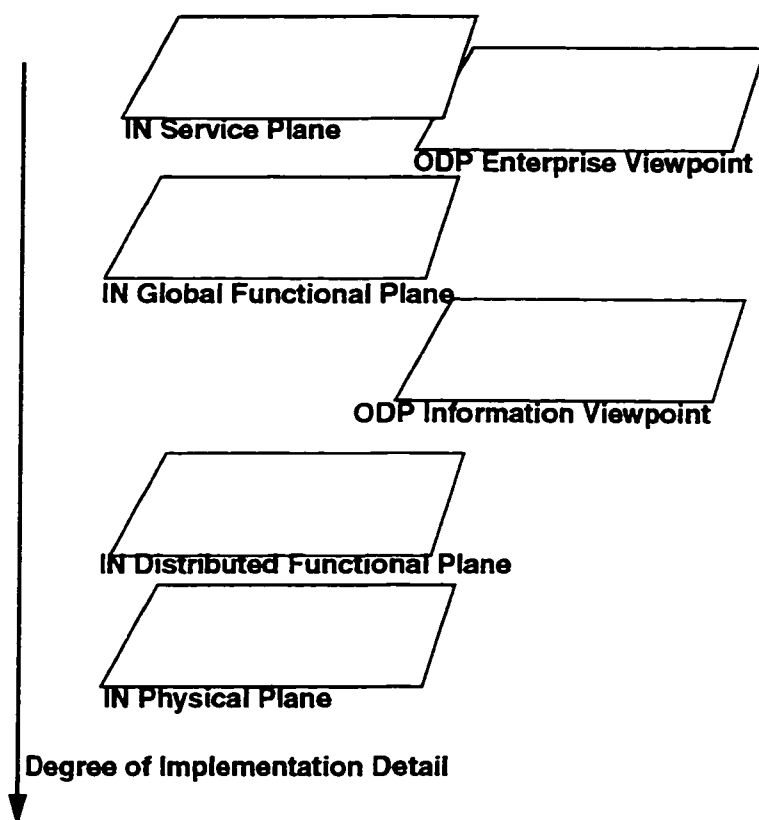 IN Service Plane
ODP Enterprise Viewpoint
IN Global Functional Plane
ODP Information Viewpoint
IN Distributed Functional Plane
IN Physical Plane
Degree of Implementation Detail